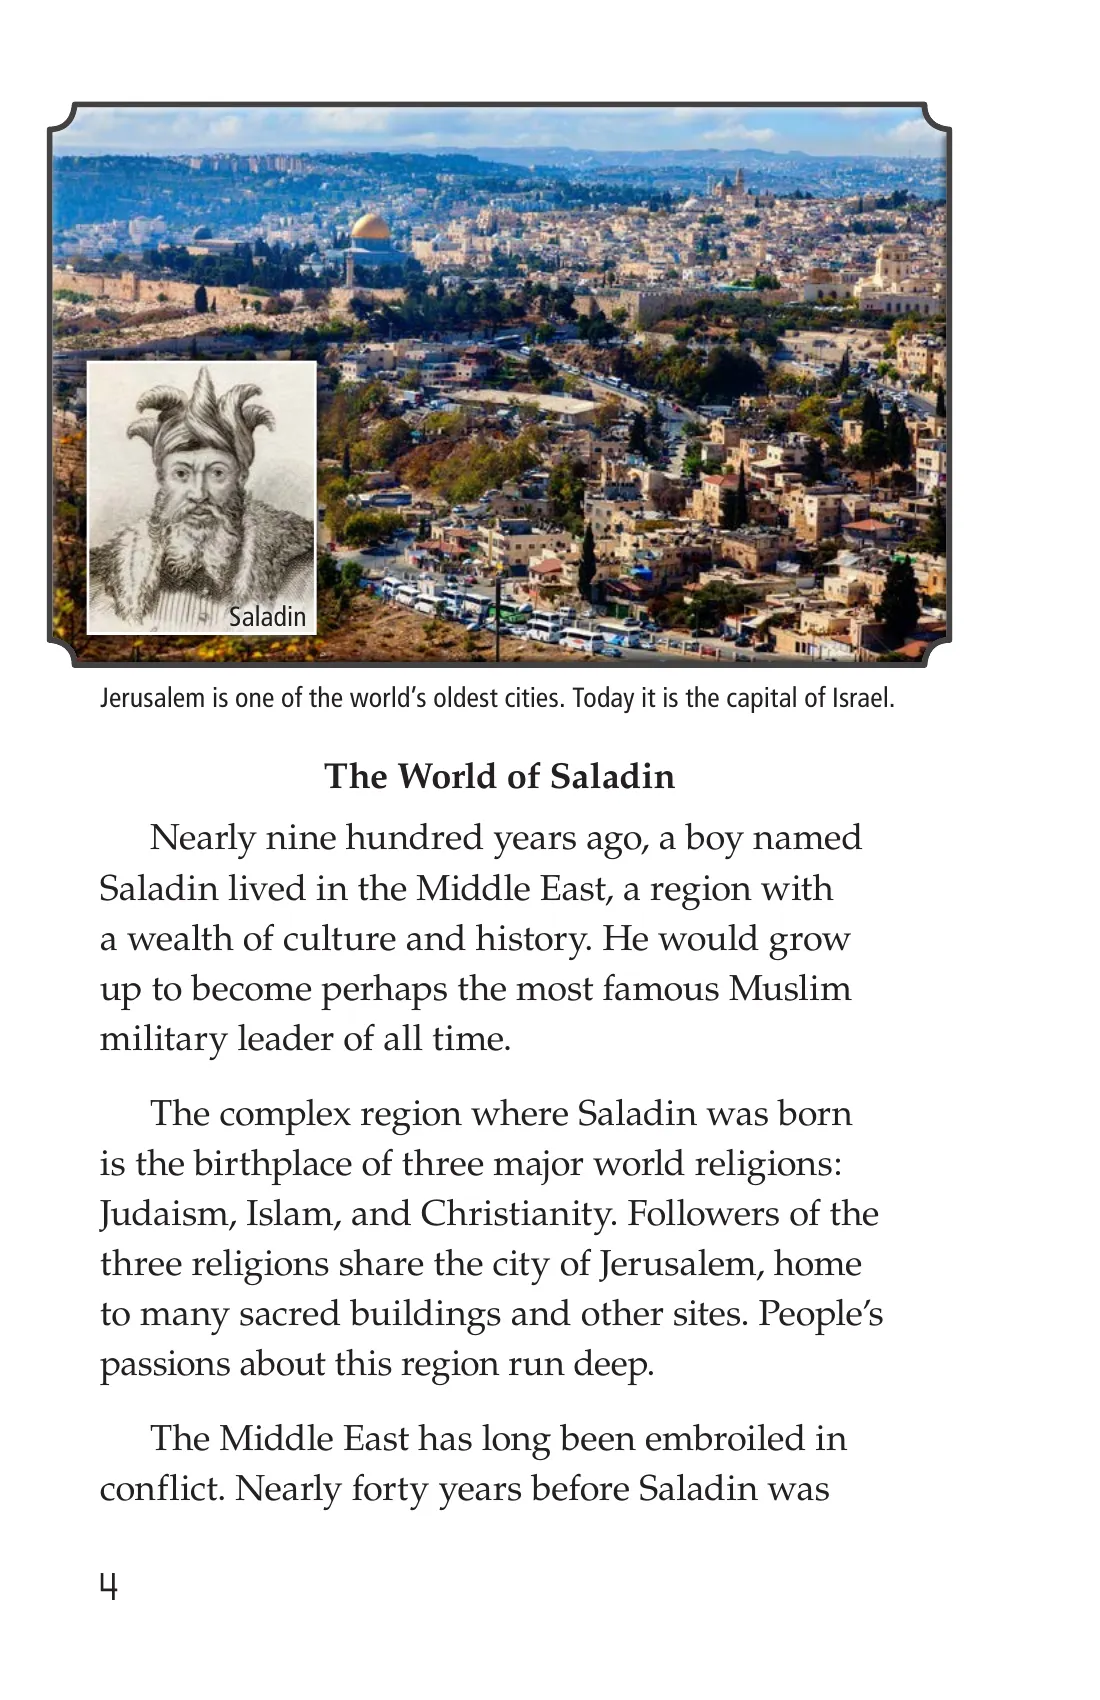 Saladin
Jerusalem is one of the world’s oldest cities. Today it is the capital of Israel.
The World of Saladin
Nearly nine hundred years ago, a boy named
Saladin lived in the Middle East, a region with
a wealth of culture and history. He would grow
up to become perhaps the most famous Muslim
military leader of all time.
The complex region where Saladin was born
is the birthplace of three major world religions:
Judaism, Islam, and Christianity. Followers of the
three religions share the city of Jerusalem, home
to many sacred buildings and other sites. People’s
passions about this region run deep.
The Middle East has long been embroiled in
conflict. Nearly forty years before Saladin was
4